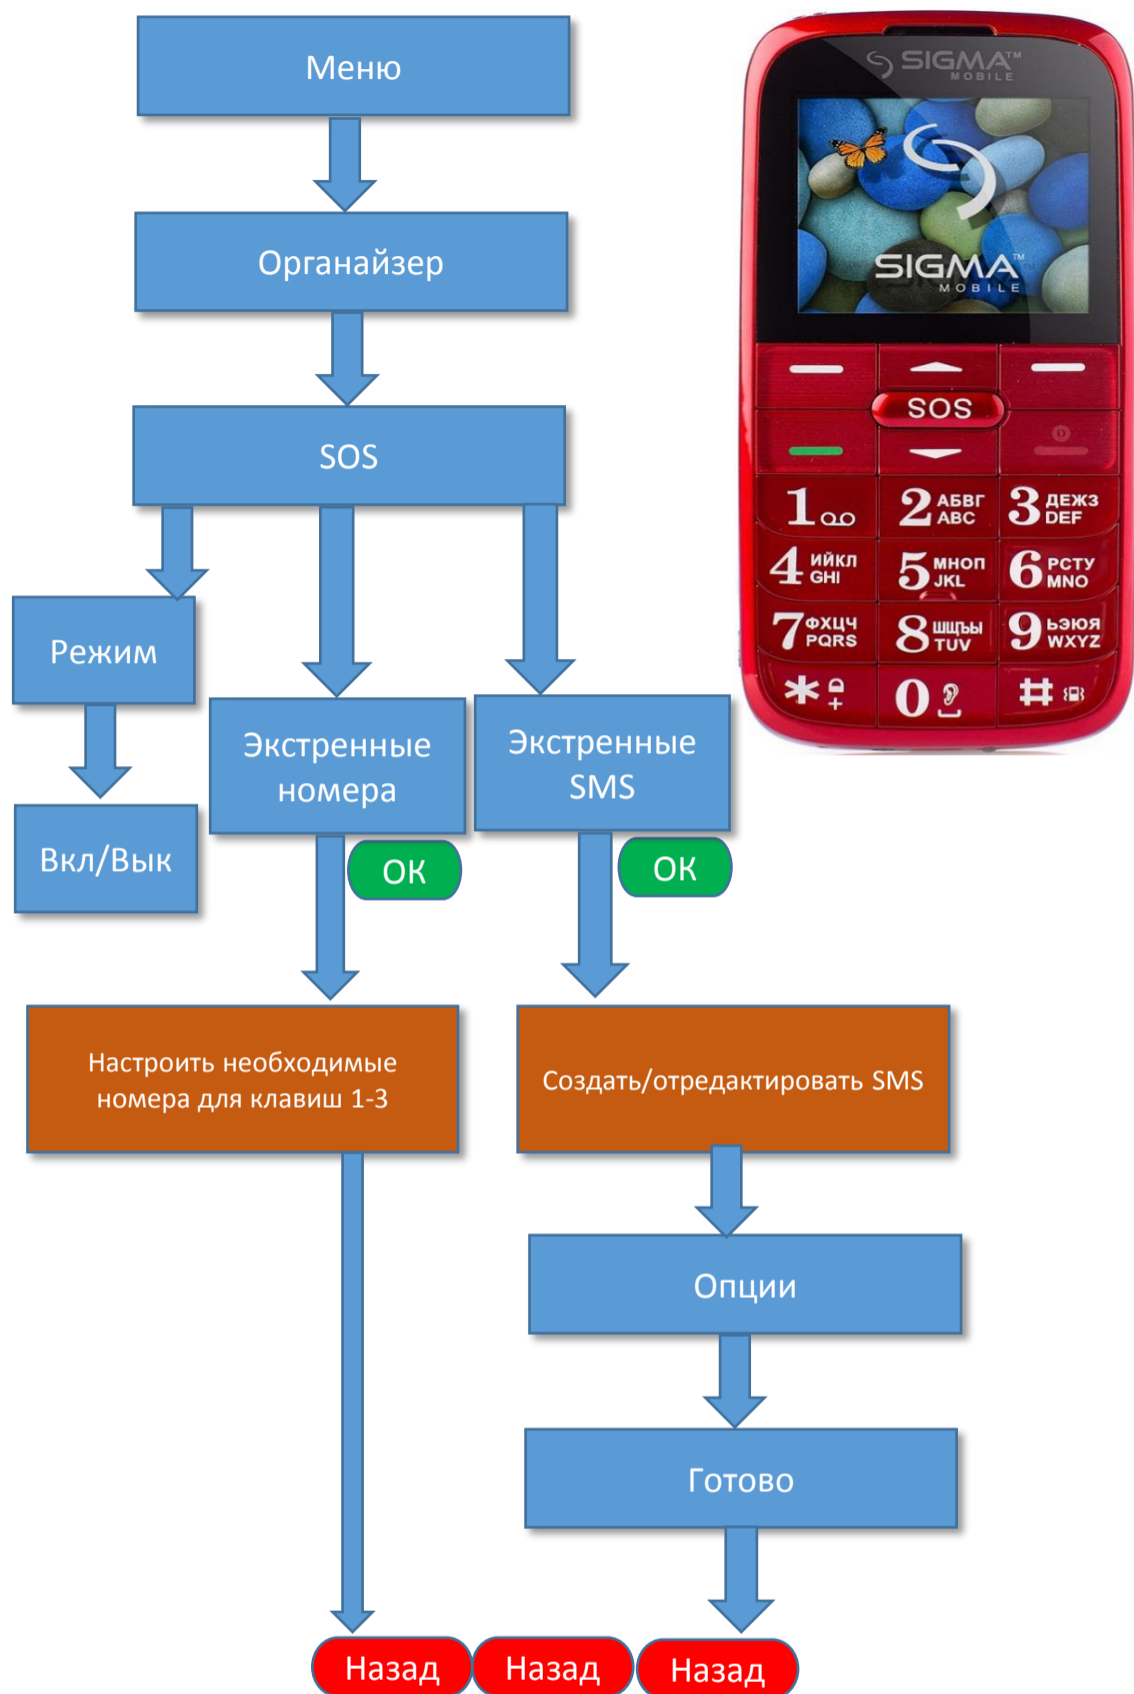 Меню
Органайзер
SOS
Режим
Вкл/Вык
Экстренные
номера
ОК
Экстренные
SMS
ОК
Настроить необходимые
номера для клавиш 1-3
Создать/отредактировать SMS
Опции
Готово
Назад
Назад
Назад
SIGMA™
MOBILE
SIGMA™
MOBILE
SOS
1
2 АБВГ ABC
3 ДЕЖЗ DEF
4 ИЙКЛ GHI
5 МНОП JKL
6 РСТУ MNO
7 ФХЦЧ PQRS
8 ШЩЪЫ TUV
9 ЬЭЮЯ WXYZ
* +
0
#